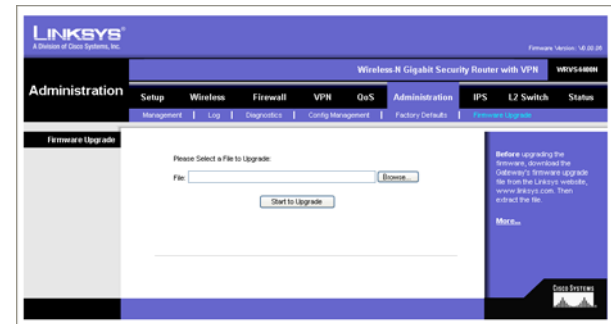 LINKSYS®
A Division of Cisco Systems, Inc.
Firmware Version:
Wireless-N Gigabit Security Router with VPN
WRVS4400N
Administration
Setup Wireless Firewall VPN QoS Administration IPS L2 Switch Status
Management | Log | Diagnostics | Config Management | Factory Defaults | Firmware Upgrade
Firmware Upgrade
Please Select a File to Upgrade:
File: Browse...
Start to Upgrade
Before upgrading the
firmware, download the
Gateway's firmware upgrade
file from the Linksys website,
www.linksys.com. Then
extract the file.
More...
CISCO SYSTEMS